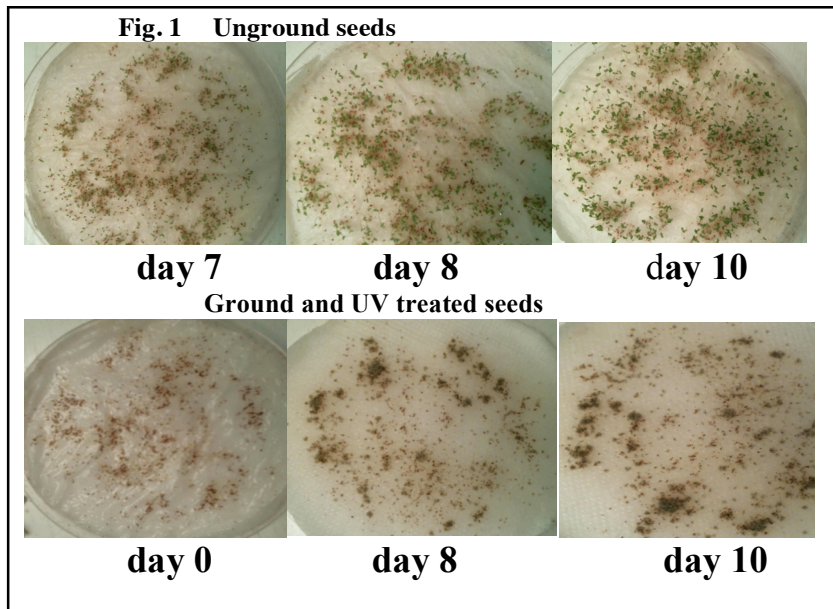 Fig. 1 Unground seeds
day 7 day 8 day 10
Ground and UV treated seeds
day 0 day 8 day 10